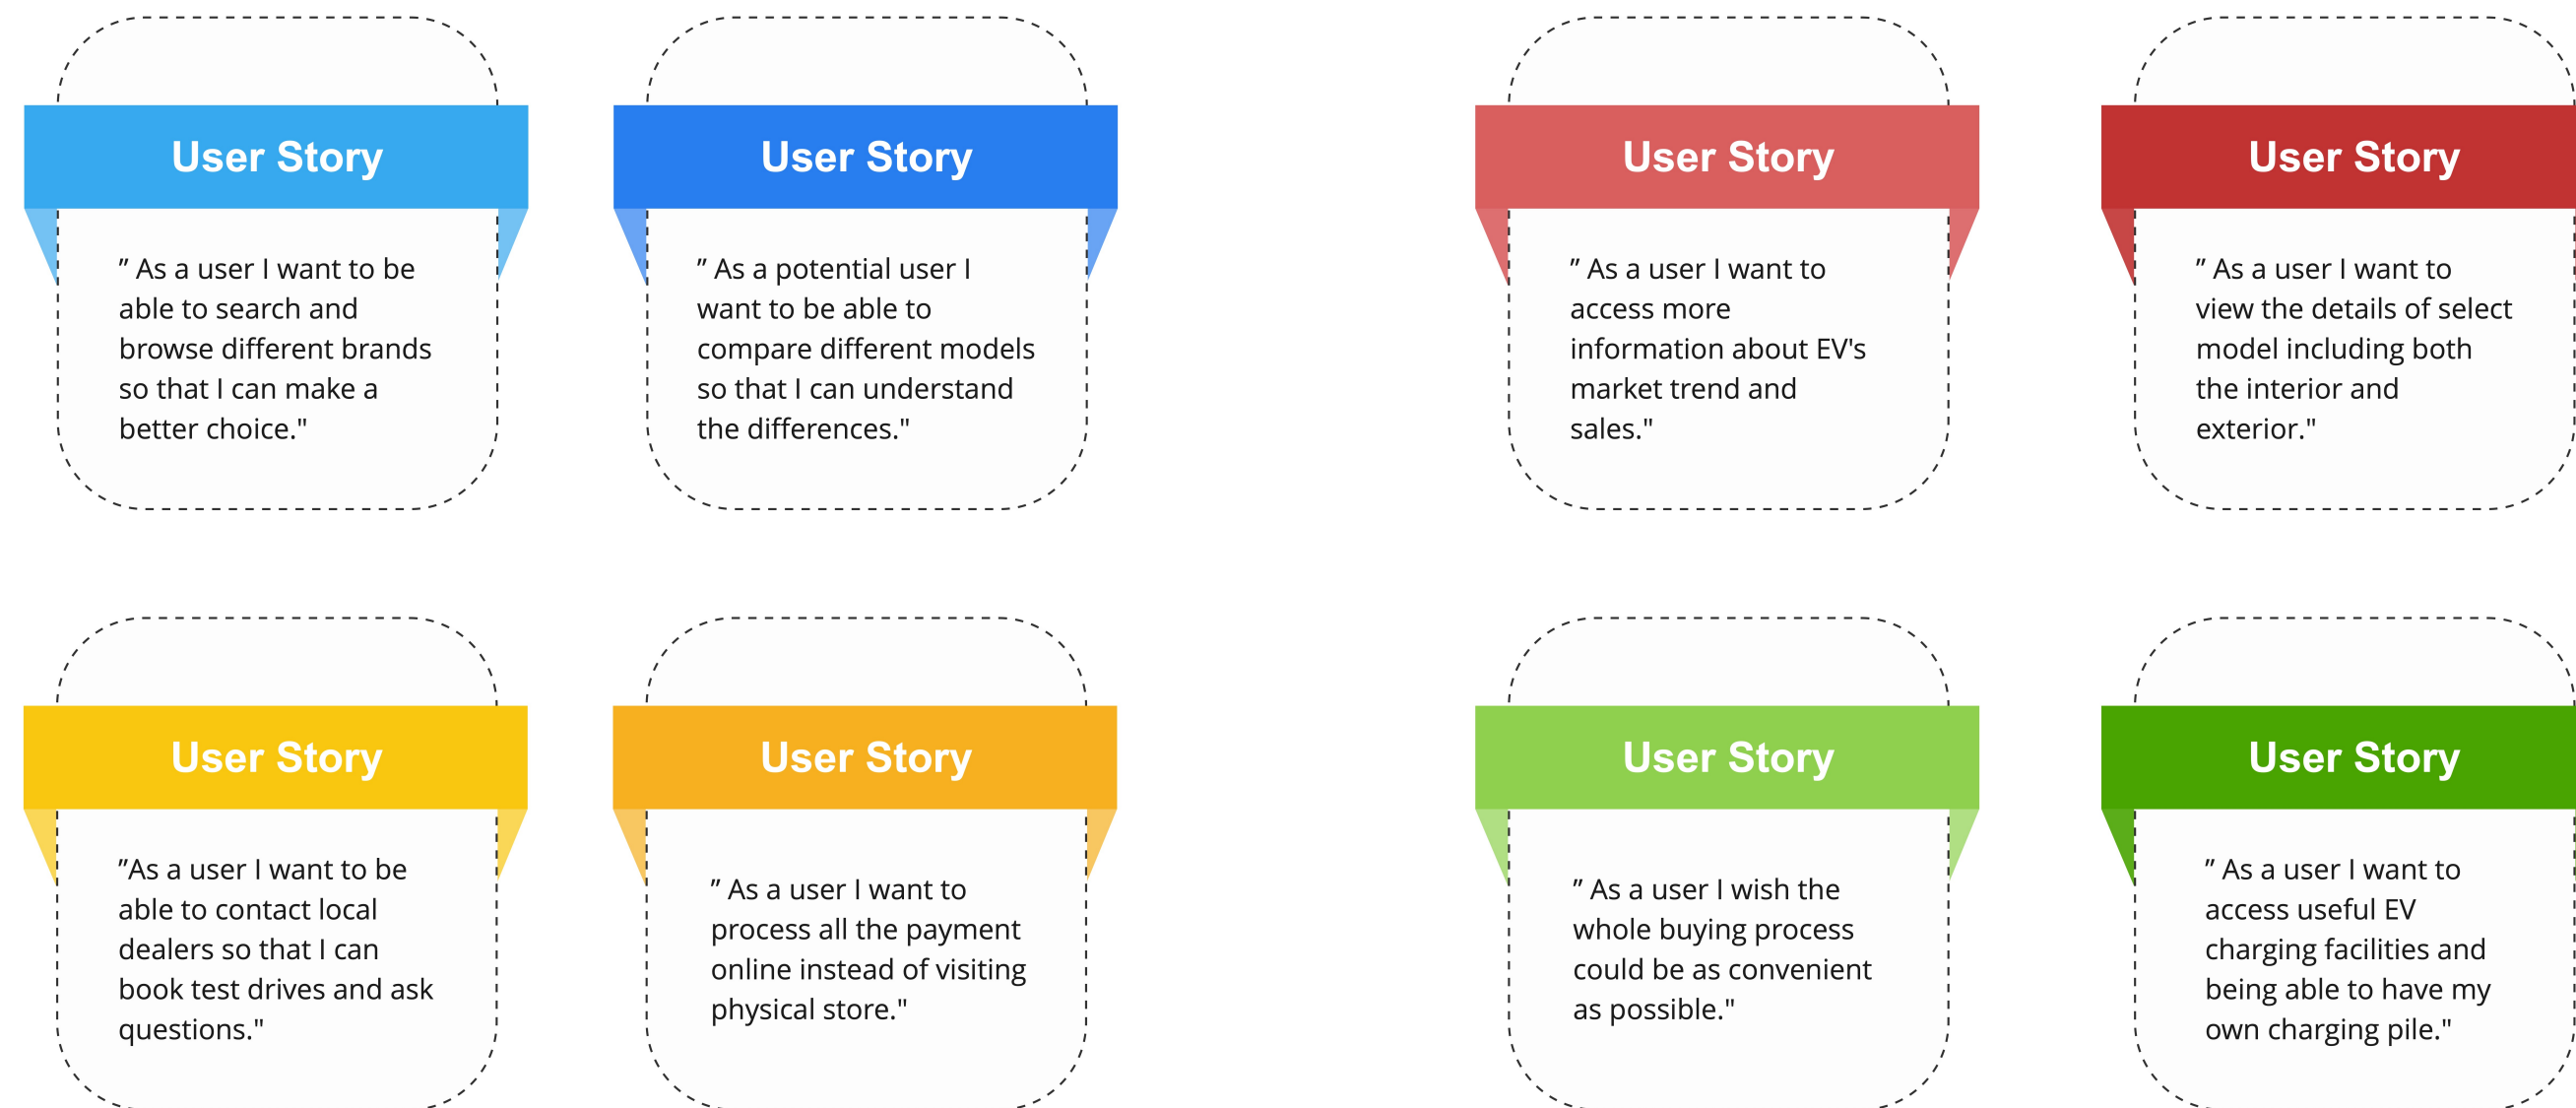 User Story
” As a user I want to be
able to search and
browse different brands
so that I can make a
better choice."
User Story
” As a potential user I
want to be able to
compare different models
so that I can understand
the differences."
User Story
” As a user I want to
access more
information about EV's
market trend and
sales."
User Story
” As a user I want to
view the details of select
model including both
the interior and
exterior."
User Story
”As a user I want to be
able to contact local
dealers so that I can
book test drives and ask
questions."
User Story
” As a user I want to
process all the payment
online instead of visiting
physical store."
User Story
” As a user I wish the
whole buying process
could be as convenient
as possible."
User Story
” As a user I want to
access useful EV
charging facilities and
being able to have my
own charging pile."